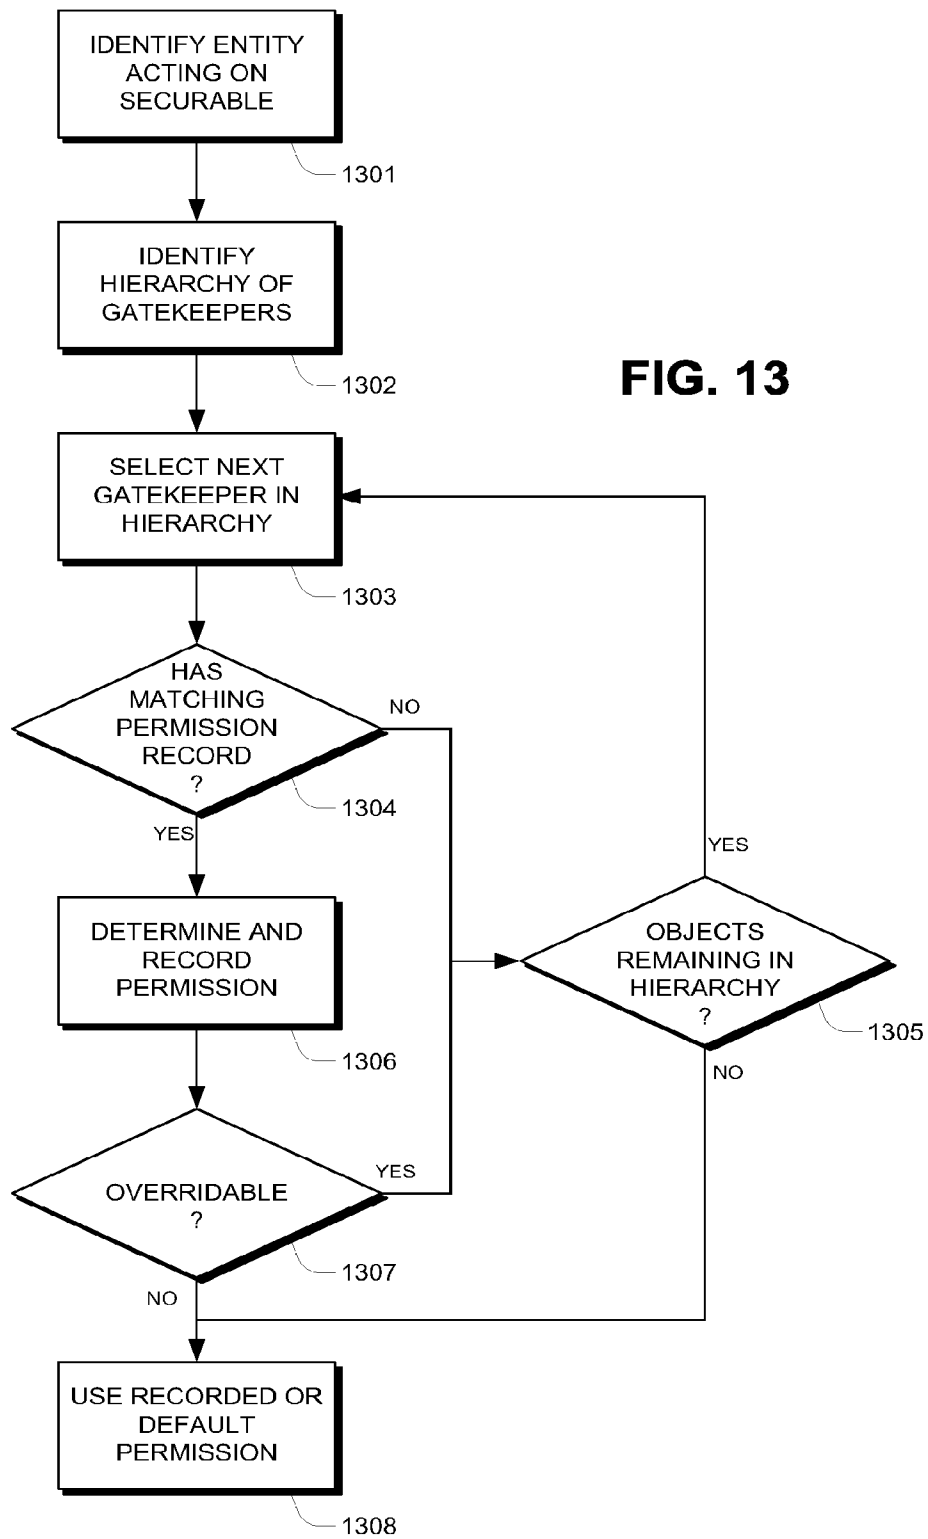 IDENTIFY ENTITY
ACTING ON
SECURABLE
1301
IDENTIFY
HIERARCHY OF
GATEKEEPERS
1302
FIG. 13
SELECT NEXT
GATEKEEPER IN
HIERARCHY
1303
HAS
MATCHING
PERMISSION
RECORD
?
NO
1304
YES
YES
OBJECTS
REMAINING IN
HIERARCHY
?
1305
NO
DETERMINE AND
RECORD
PERMISSION
1306
OVERRIDABLE
?
YES
1307
NO
USE RECORDED OR
DEFAULT
PERMISSION
1308